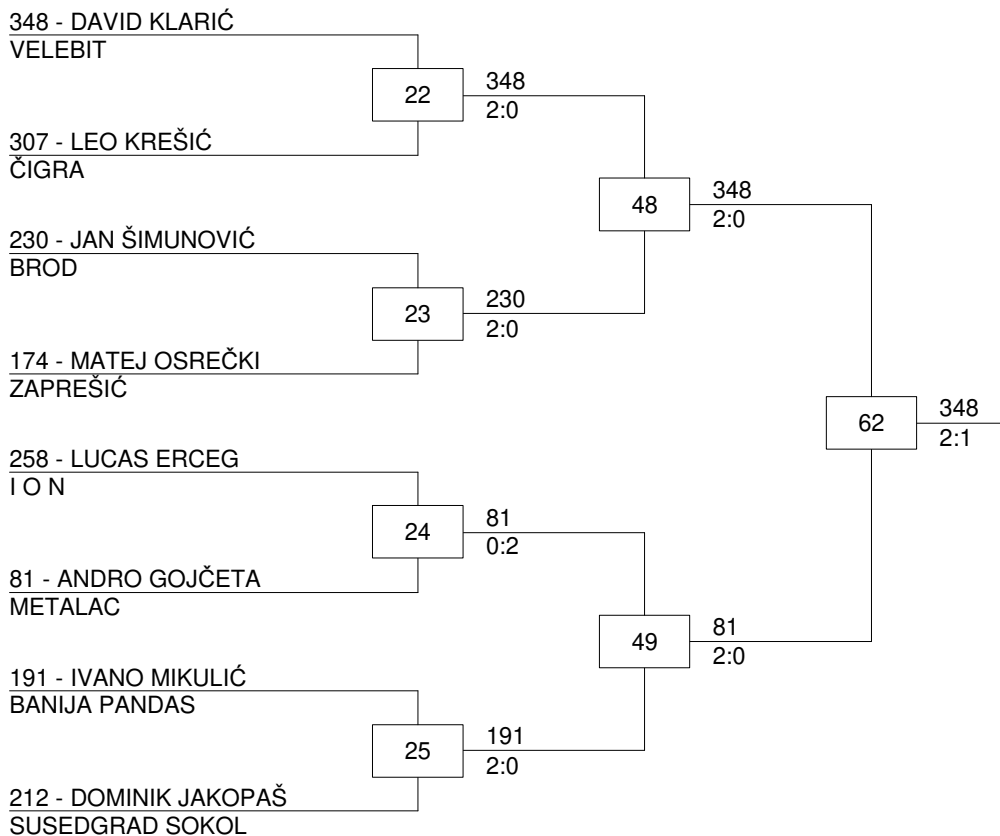 348 - DAVID KLARIĆ
VELEBIT
22
348
2:0
307 - LEO KREŠIĆ
ČIGRA
48
348
2:0
230 - JAN ŠIMUNOVIĆ
BROD
23
230
2:0
174 - MATEJ OSREČKI
ZAPREŠIĆ
62
348
2:1
258 - LUCAS ERCEG
I O N
24
81
0:2
81 - ANDRO GOJČETA
METALAC
49
81
2:0
191 - IVANO MIKULIĆ
BANIJA PANDAS
25
191
2:0
212 - DOMINIK JAKOPAŠ
SUSEDGRAD SOKOL